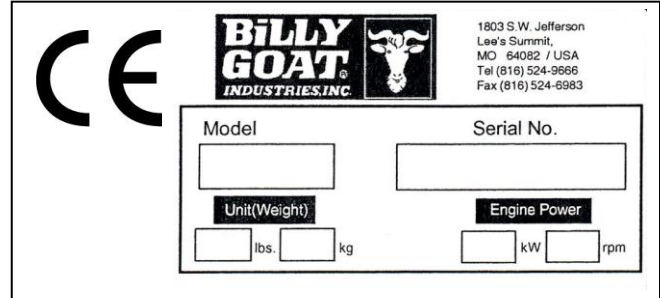 CE
BiLLY
GOAT®
INDUSTRIES,INC.
1803 S.W. Jefferson
Lee's Summit,
MO 64082 / USA
Tel (816) 524-9666
Fax (816) 524-6983
Model
Serial No.
Unit(Weight)
Engine Power
lbs. kg
kW rpm